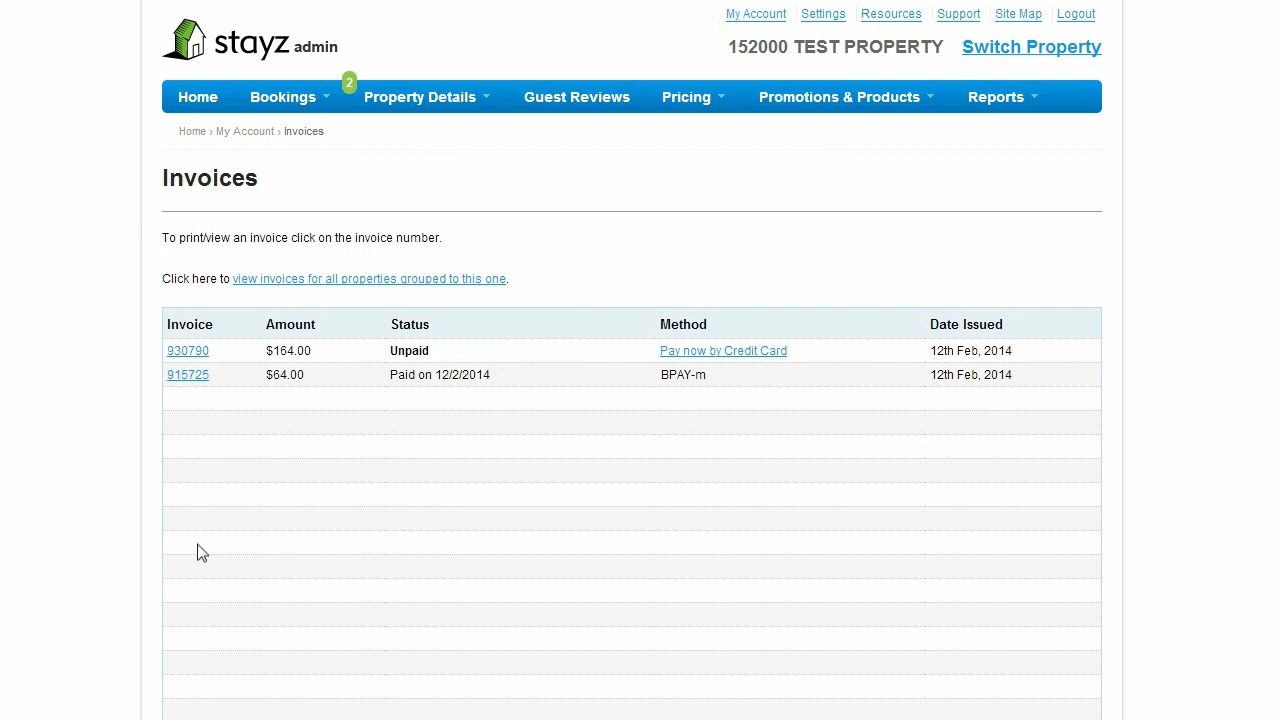 My Account Settings Resources Support Site Map Logout
stayz admin
152000 TEST PROPERTY Switch Property
2
Home Bookings Property Details Guest Reviews Pricing Promotions & Products Reports
Home › My Account › Invoices
Invoices
To print/view an invoice click on the invoice number.
Click here to view invoices for all properties grouped to this one.
Invoice Amount Status Method Date Issued
930790 $164.00 Unpaid Pay now by Credit Card 12th Feb, 2014
915725 $64.00 Paid on 12/2/2014 BPAY-m 12th Feb, 2014